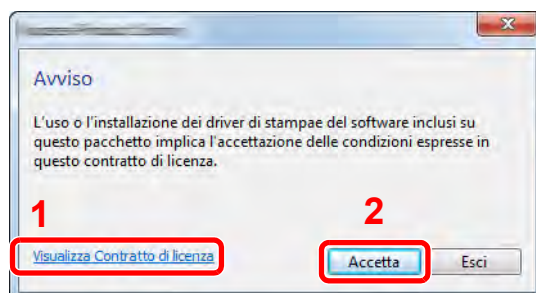 Avviso
L'uso o l'installazione dei driver di stampae del software inclusi su
questo pacchetto implica l'accettazione delle condizioni espresse in
questo contratto di licenza.
1
2
Visualizza Contratto di licenza
Accetta
Esci